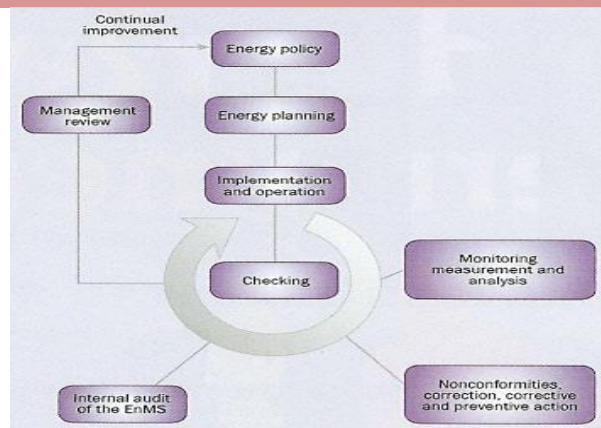 Continual
improvement
Energy policy
Management
review
Energy planning
Implementation
and operation
Checking
Monitoring
measurement and
analysis
Internal audit
of the EnMS
Nonconformities,
correction, corrective
and preventive action